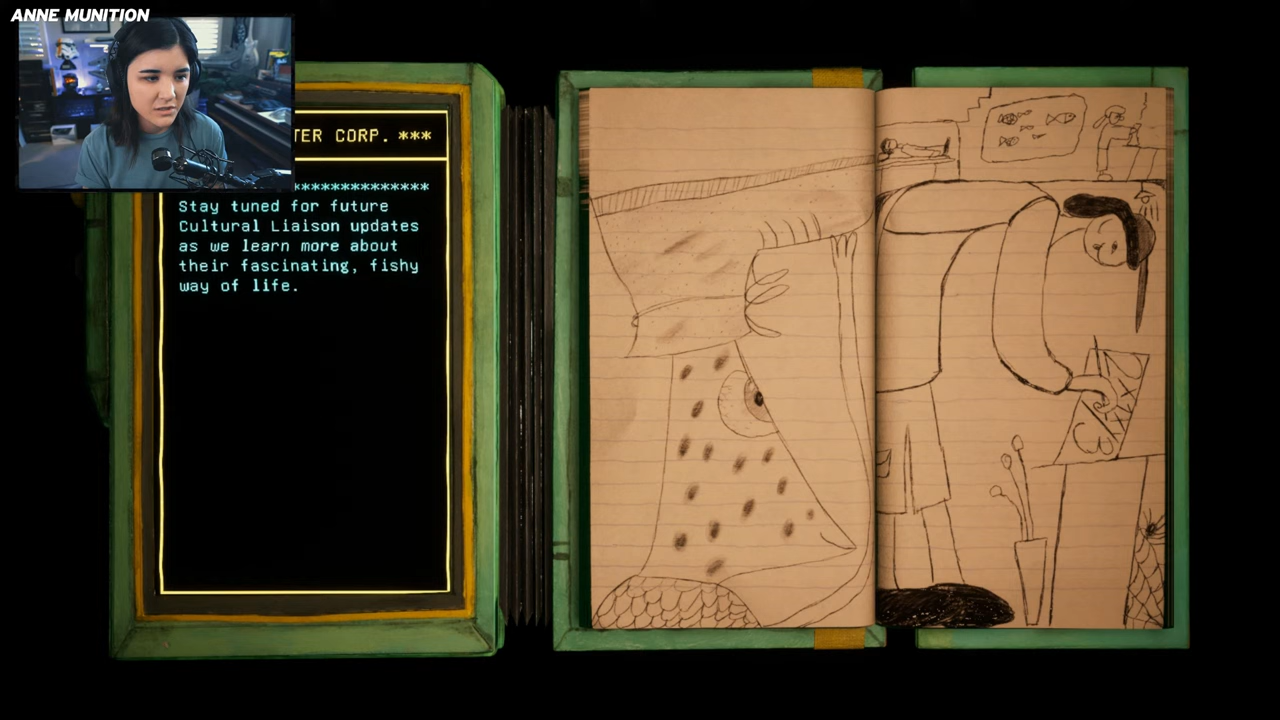 ANNE MUNITION
TER CORP. ***
**************
Stay tuned for future
Cultural Liaison updates
as we learn more about
their fascinating, fishy
way of life.